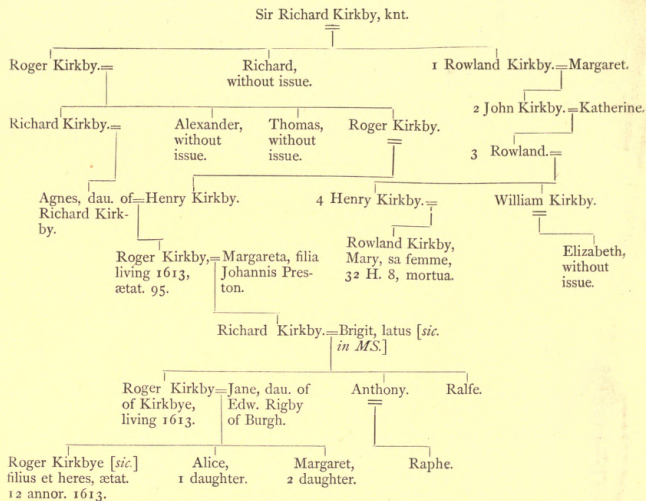 Sir Richard Kirkby, knt.
Roger Kirkby.=
Richard,
without issue.
1 Rowland Kirkby.=Margaret.
2 John Kirkby.=Katherine.
Richard Kirkby.=
Alexander,
without
issue.
Thomas,
without
issue.
Roger Kirkby.
3 Rowland.=
Agnes, dau. of=Henry Kirkby.
Richard Kirk-
by.
4 Henry Kirkby.=
William Kirkby.
Roger Kirkby,=Margareta, filia
living 1613,
ætat. 95.
Johannis Pres-
ton.
Rowland Kirkby,
Mary, sa femme,
32 H. 8, mortua.
Elizabeth,
without
issue.
Richard Kirkby.=Brigit, latus [sic.
in MS.]
Roger Kirkby=Jane, dau. of
of Kirkbye,
living 1613.
Edw. Rigby
of Burgh.
Anthony.
Ralfe.
Roger Kirkbye [sic.]
filius et heres, ætat.
12 annor. 1613.
Alice,
1 daughter.
Margaret,
2 daughter.
Raphe.